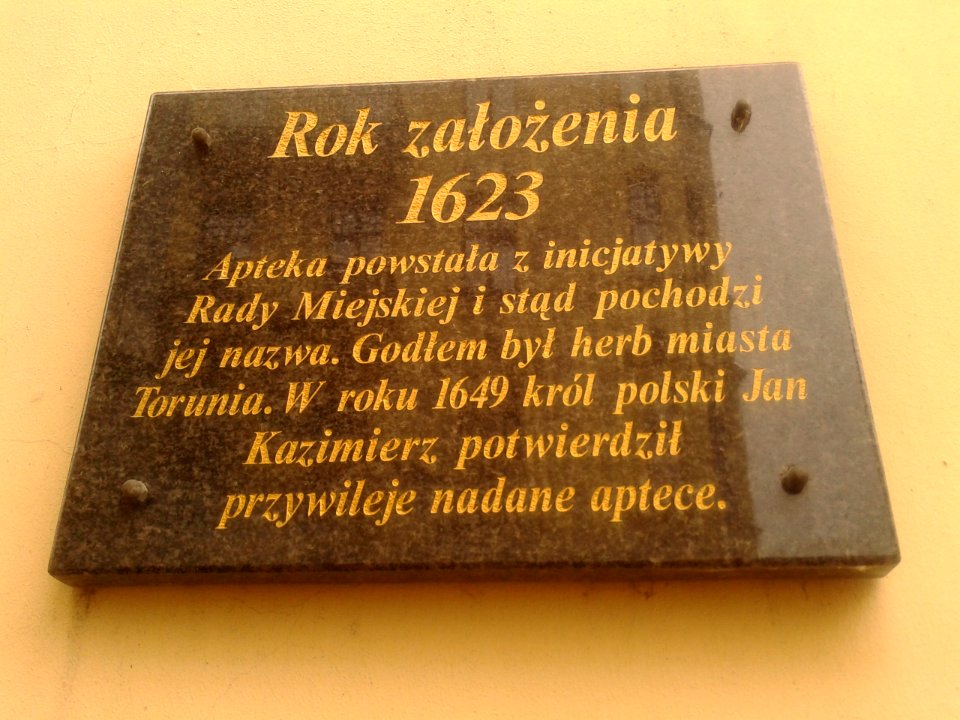 Rok założenia
1623
Apteka powstała z inicjatywy
Rady Miejskiej i stąd pochodzi
jej nazwa. Godłem był herb miasta
Torunia. W roku 1649 król polski Jan
Kazimierz potwierdził
przywileje nadane aptece.